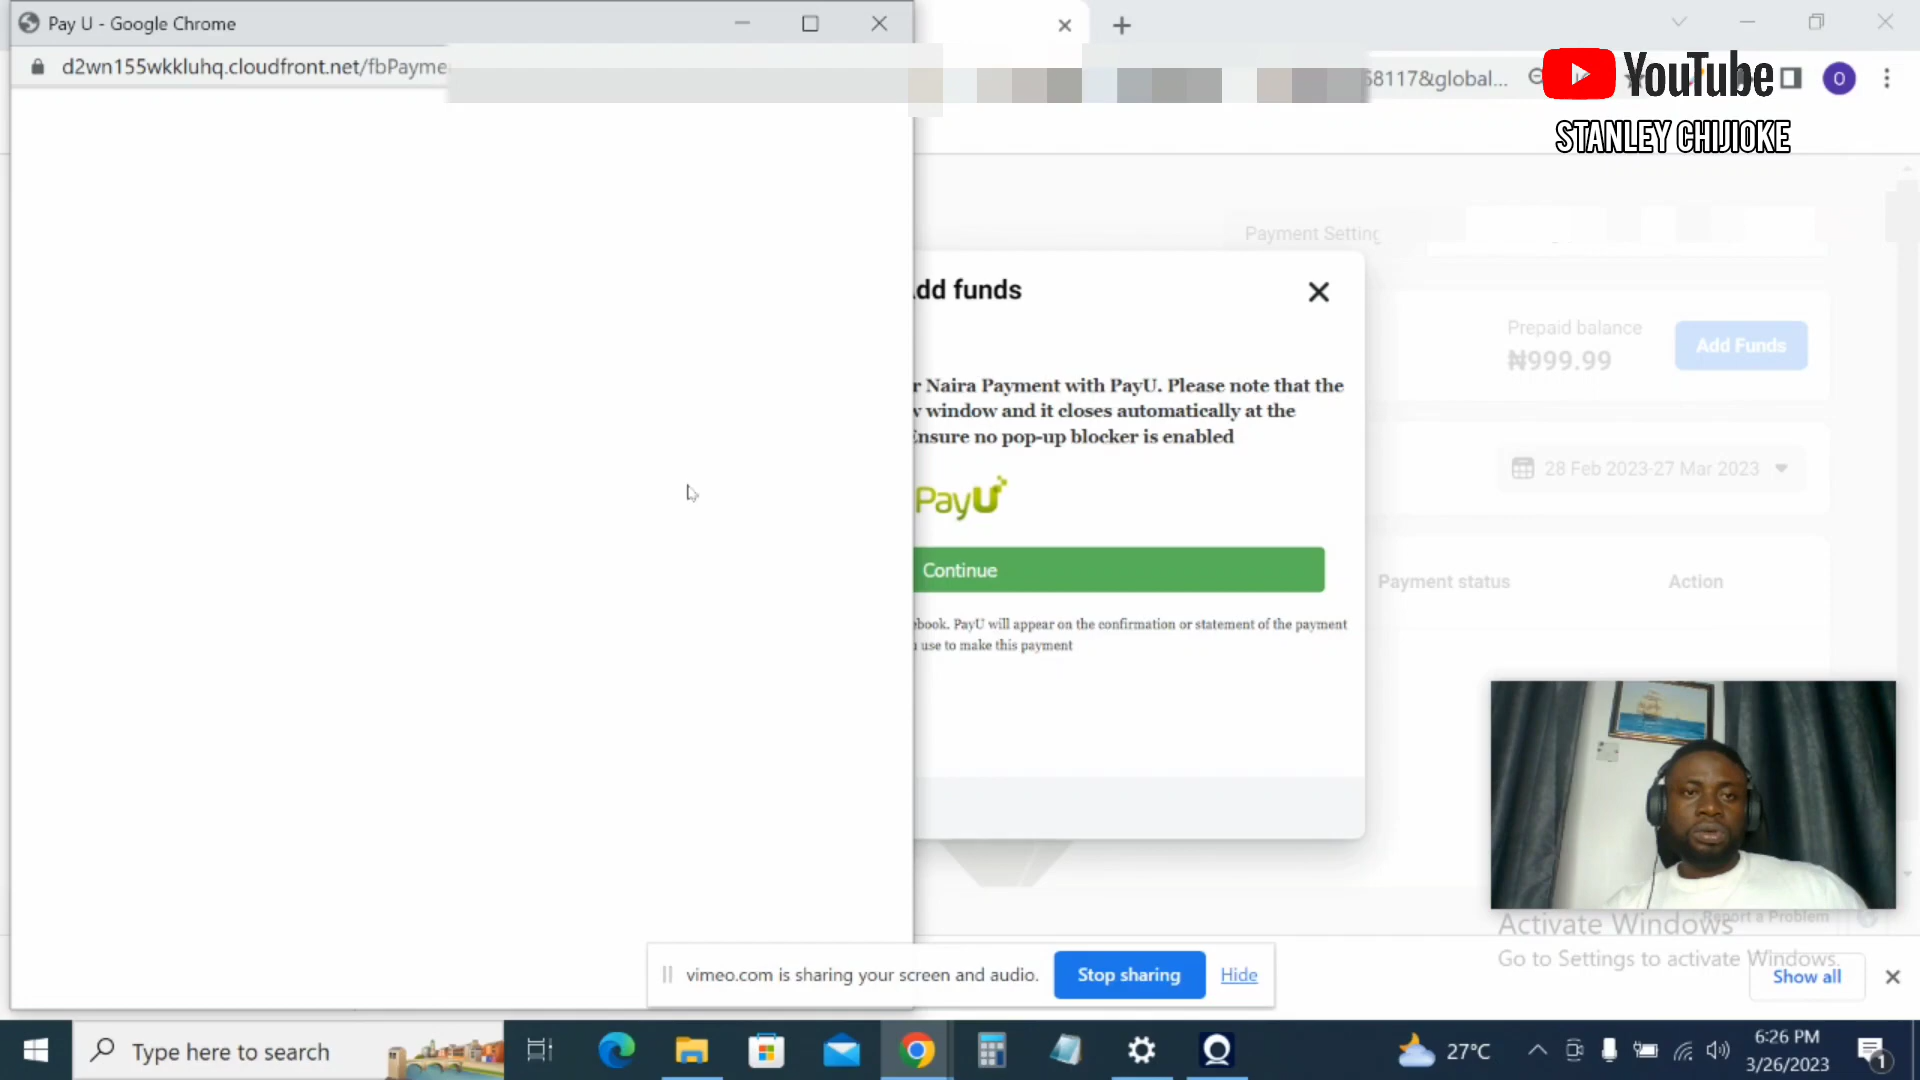 Pay U - Google Chrome
d2wn155wkkluhq.cloudfront.net/fbPayme
68117&global...
O
YouTube
STANLEY CHIJIOKE
Payment Setting
dd funds
Prepaid balance
₦999.99
Add Funds
r Naira Payment with PayU. Please note that the
w window and it closes automatically at the
Ensure no pop-up blocker is enabled
28 Feb 2023-27 Mar 2023
PayU
Continue
Payment status
Action
ebook. PayU will appear on the confirmation or statement of the payment
u use to make this payment
Report a Problem
Activate Windows
Go to Settings to activate Windows.
vimeo.com is sharing your screen and audio.
Stop sharing
Hide
Show all
Type here to search
27°C
6:26 PM
3/26/2023
1